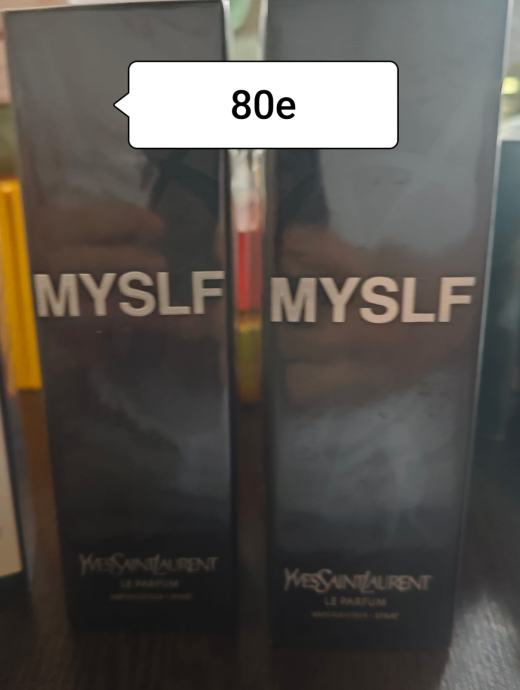 80e
MYSLF
YVESSAINTLAURENT
LE PARFUM
MYSLF
YVESSAINTLAURENT
LE PARFUM